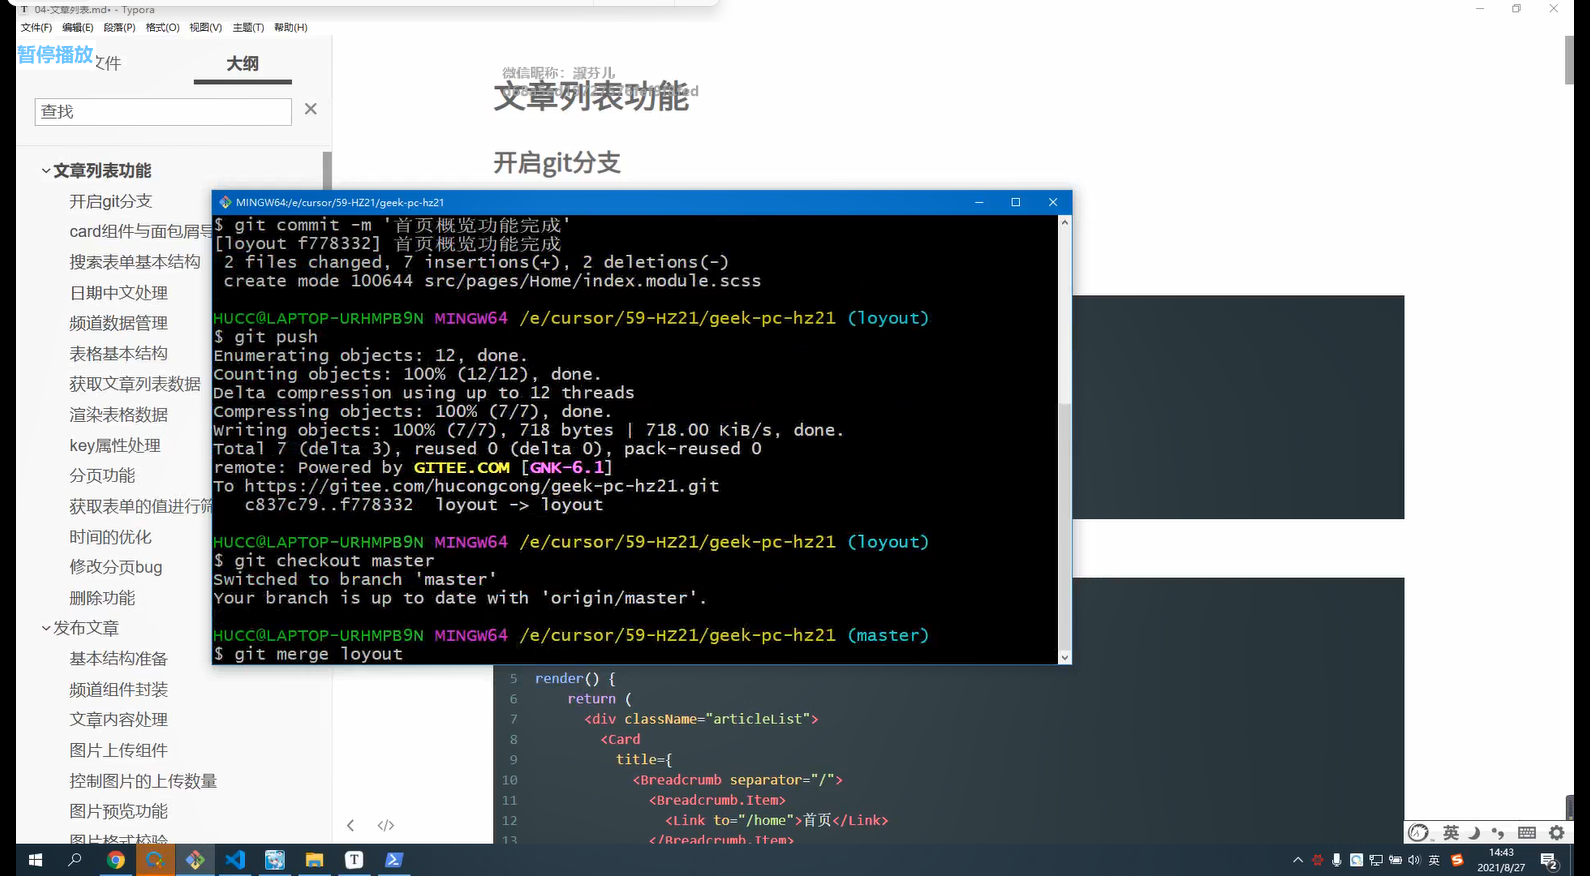 04-文章列表.md• - Typora
文件(F) 编辑(E) 段落(P) 格式(O) 视图(V) 主题(T) 帮助(H)
暂停播放
文件
大纲
查找
文章列表功能
开启git分支
card组件与面包屑导
搜索表单基本结构
日期中文处理
频道数据管理
表格基本结构
获取文章列表数据
渲染表格数据
key属性处理
分页功能
获取表单的值进行筛
时间的优化
修改分页bug
删除功能
发布文章
基本结构准备
频道组件封装
文章内容处理
图片上传组件
控制图片的上传数量
图片预览功能
图片格式校验
微信昵称：淑芬儿
文章列表功能
开启git分支
MINGW64:/e/cursor/59-HZ21/geek-pc-hz21
$ git commit -m '首页概览功能完成'
[loyout f778332] 首页概览功能完成
2 files changed, 7 insertions(+), 2 deletions(-)
create mode 100644 src/pages/Home/index.module.scss
HUCC@LAPTOP-URHMPB9N MINGW64 /e/cursor/59-HZ21/geek-pc-hz21 (loyout)
$ git push
Enumerating objects: 12, done.
Counting objects: 100% (12/12), done.
Delta compression using up to 12 threads
Compressing objects: 100% (7/7), done.
Writing objects: 100% (7/7), 718 bytes | 718.00 KiB/s, done.
Total 7 (delta 3), reused 0 (delta 0), pack-reused 0
remote: Powered by GITEE.COM [GNK-6.1]
To https://gitee.com/hucongcong/geek-pc-hz21.git
c837c79..f778332  loyout -> loyout
HUCC@LAPTOP-URHMPB9N MINGW64 /e/cursor/59-HZ21/geek-pc-hz21 (loyout)
$ git checkout master
Switched to branch 'master'
Your branch is up to date with 'origin/master'.
HUCC@LAPTOP-URHMPB9N MINGW64 /e/cursor/59-HZ21/geek-pc-hz21 (master)
$ git merge loyout
5 render() {
6 return (
7 <div className="articleList">
8 <Card
9 title={
10 <Breadcrumb separator="/">
11 <Breadcrumb.Item>
12 <Link to="/home">首页</Link>
13 </Breadcrumb.Item>
英
英
14:43
2021/8/27
2